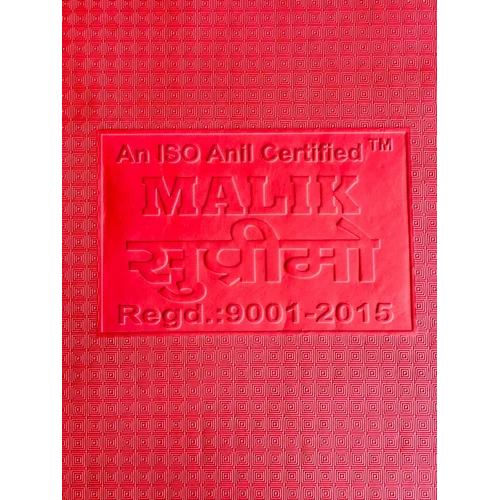 An ISO Anil Certified ™
MALIK
सुप्रीमो
Regd.:9001-2015